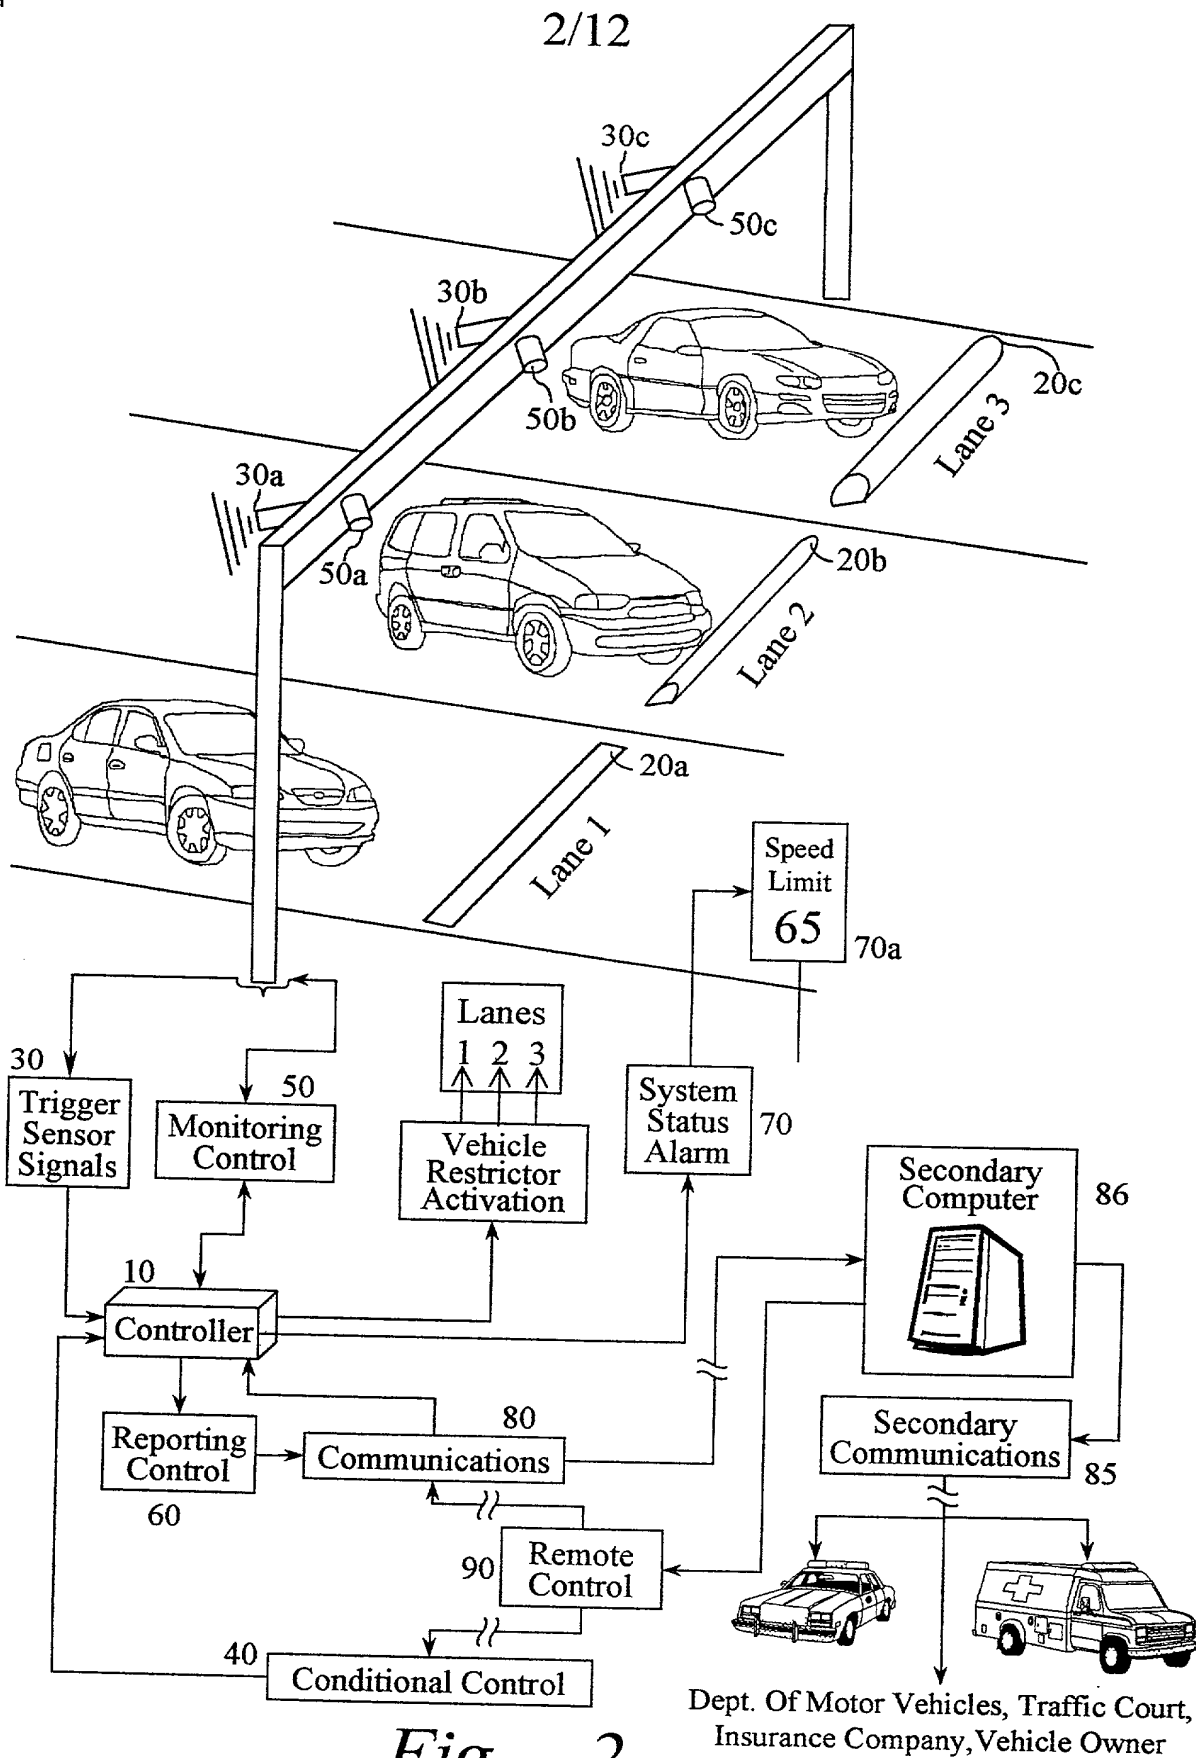 2/12
30c
50c
30b
20c
50b
Lane 3
30a
50a
20b
Lane 2
20a
Lane 1
Speed
Limit
65
70a
Lanes
1 2 3
30
Trigger
Sensor
Signals
50
Monitoring
Control
Vehicle
Restrictor
Activation
System
Status
Alarm
70
Secondary
Computer
86
10
Controller
Reporting
Control
60
80
Communications
Secondary
Communications
85
90
Remote
Control
40
Conditional Control
Dept. Of Motor Vehicles, Traffic Court,
Insurance Company, Vehicle Owner
Fig. 2